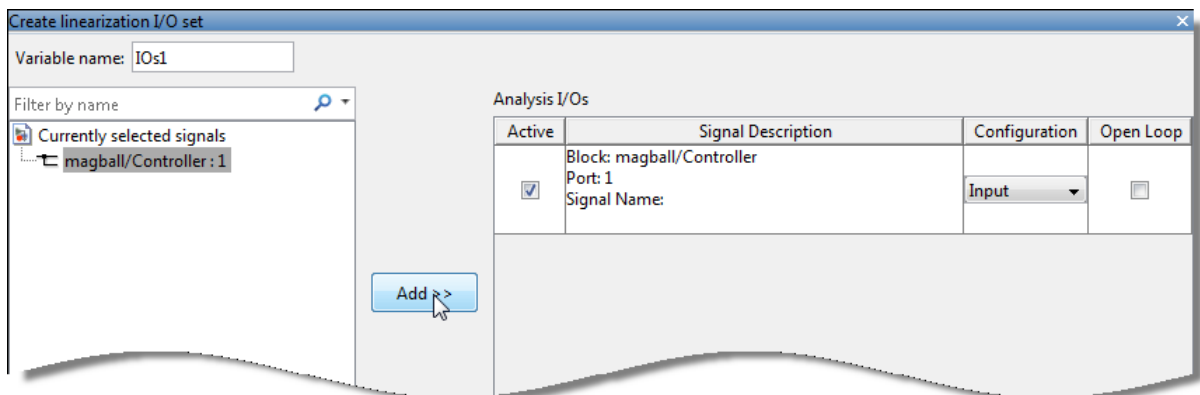 Create linearization I/O set
Variable name: IOs1
Filter by name
Currently selected signals
magball/Controller : 1
Add >>
Analysis I/Os
Active Signal Description Configuration Open Loop
Block: magball/Controller
Port: 1
Signal Name:
Input